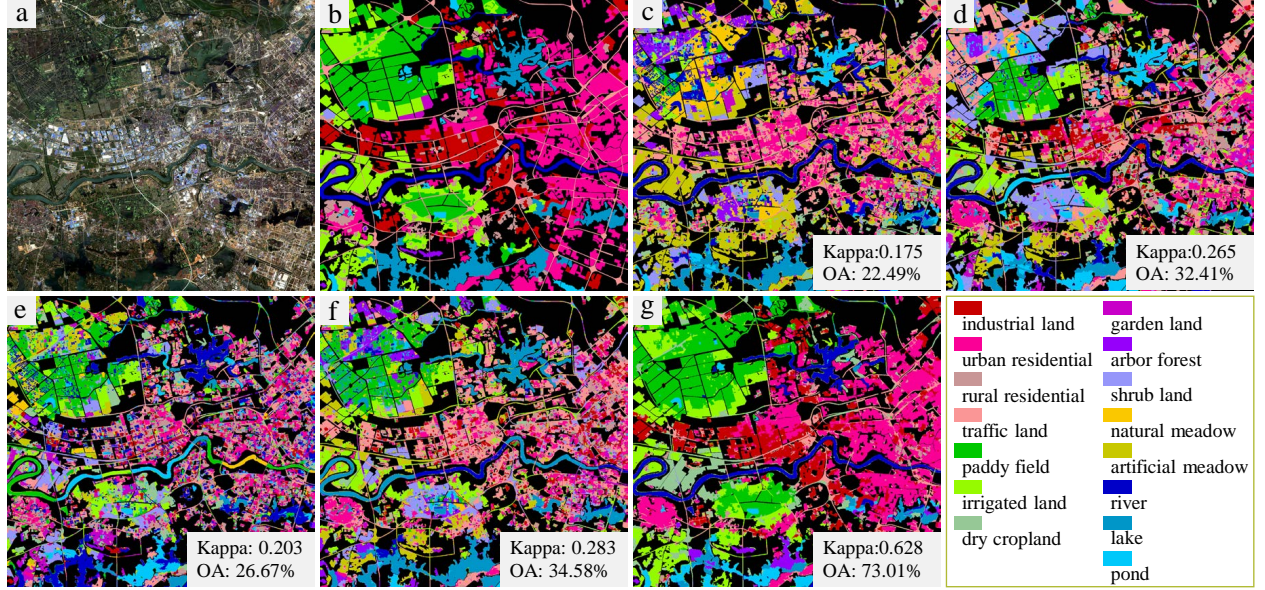 a
b
c
d
Kappa:0.175
OA: 22.49%
Kappa:0.265
OA: 32.41%
e
f
g
Kappa: 0.203
OA: 26.67%
Kappa: 0.283
OA: 34.58%
Kappa:0.628
OA: 73.01%
industrial land
urban residential
rural residential
traffic land
paddy field
irrigated land
dry cropland
garden land
arbor forest
shrub land
natural meadow
artificial meadow
river
lake
pond